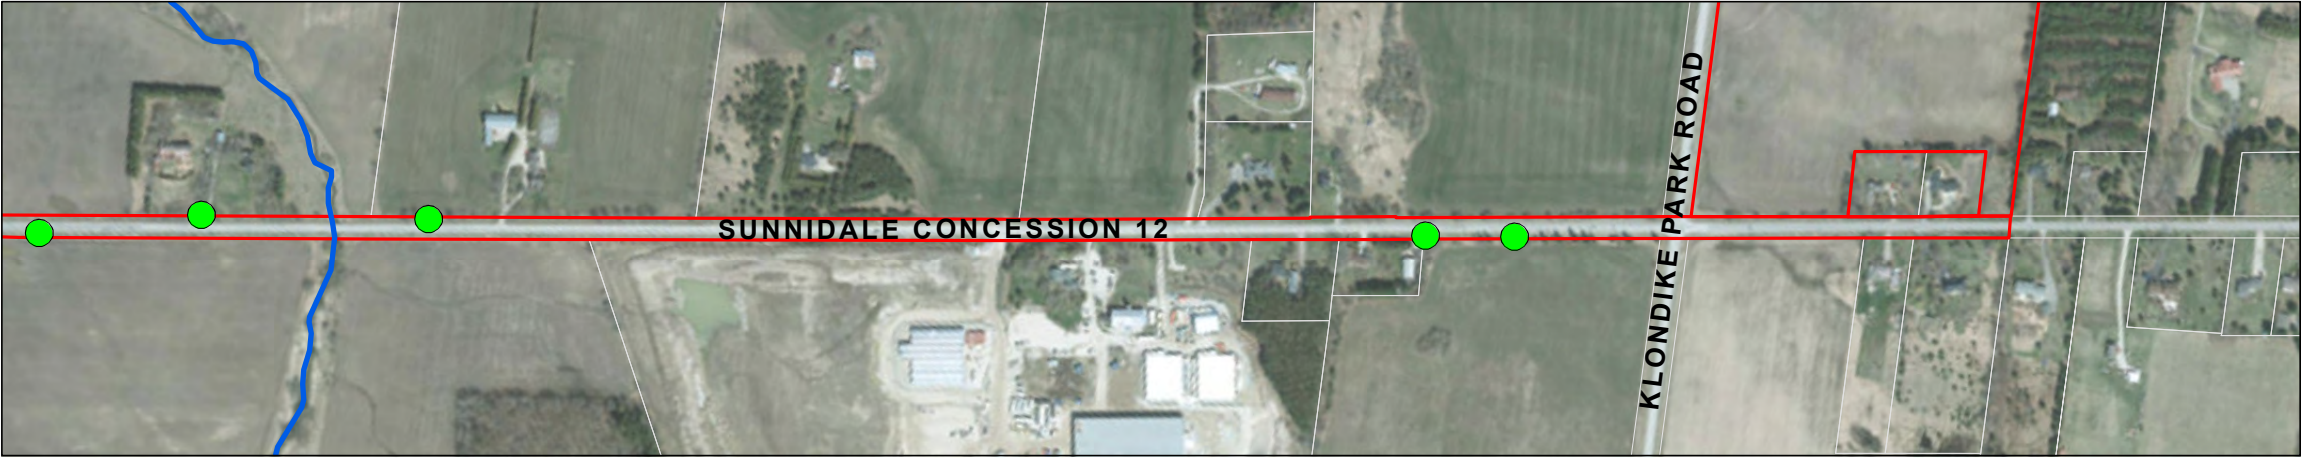 SUNNIDALE CONCESSION 12
KLONDIKE PARK ROAD